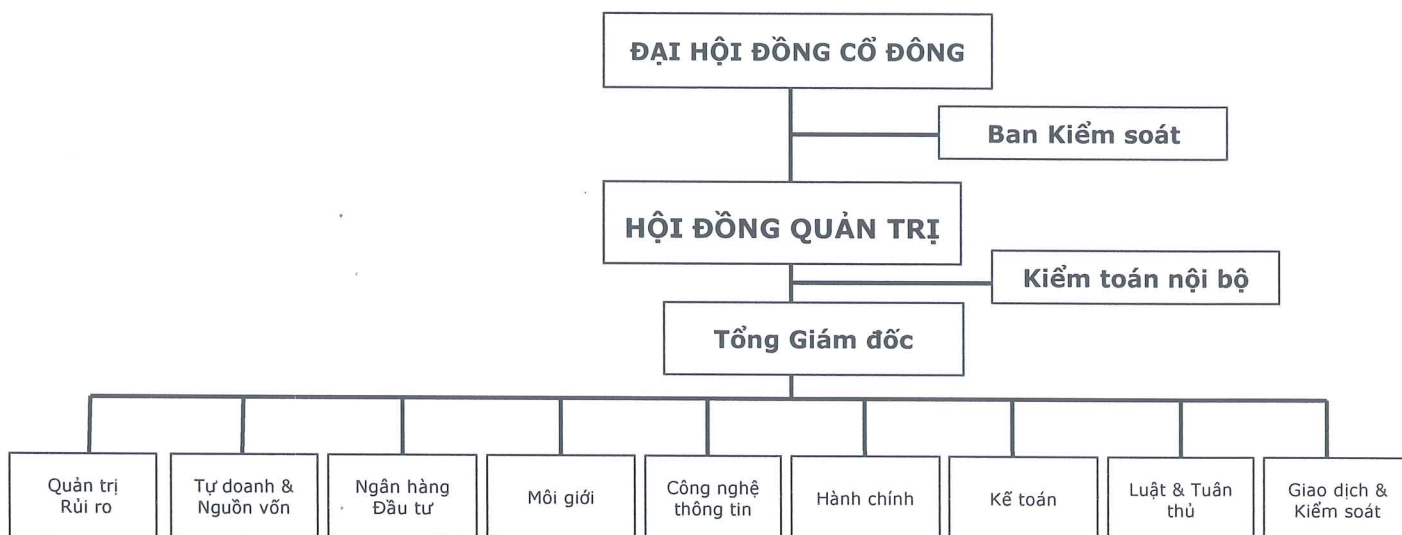 ĐẠI HỘI ĐỒNG CỔ ĐÔNG
Ban Kiểm soát
HỘI ĐỒNG QUẢN TRỊ
Kiểm toán nội bộ
Tổng Giám đốc
Quản trị
Rủi ro
Tự doanh &
Nguồn vốn
Ngân hàng
Đầu tư
Môi giới
Công nghệ
thông tin
Hành chính
Kế toán
Luật & Tuân
thủ
Giao dịch &
Kiểm soát